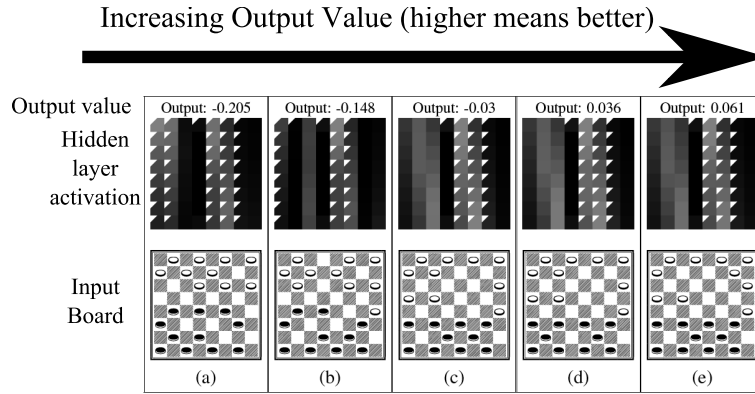 Increasing Output Value (higher means better)
Output value
Output: -0.205
Output: -0.148
Output: -0.03
Output: 0.036
Output: 0.061
Hidden
layer
activation
Input
Board
(a)
(b)
(c)
(d)
(e)